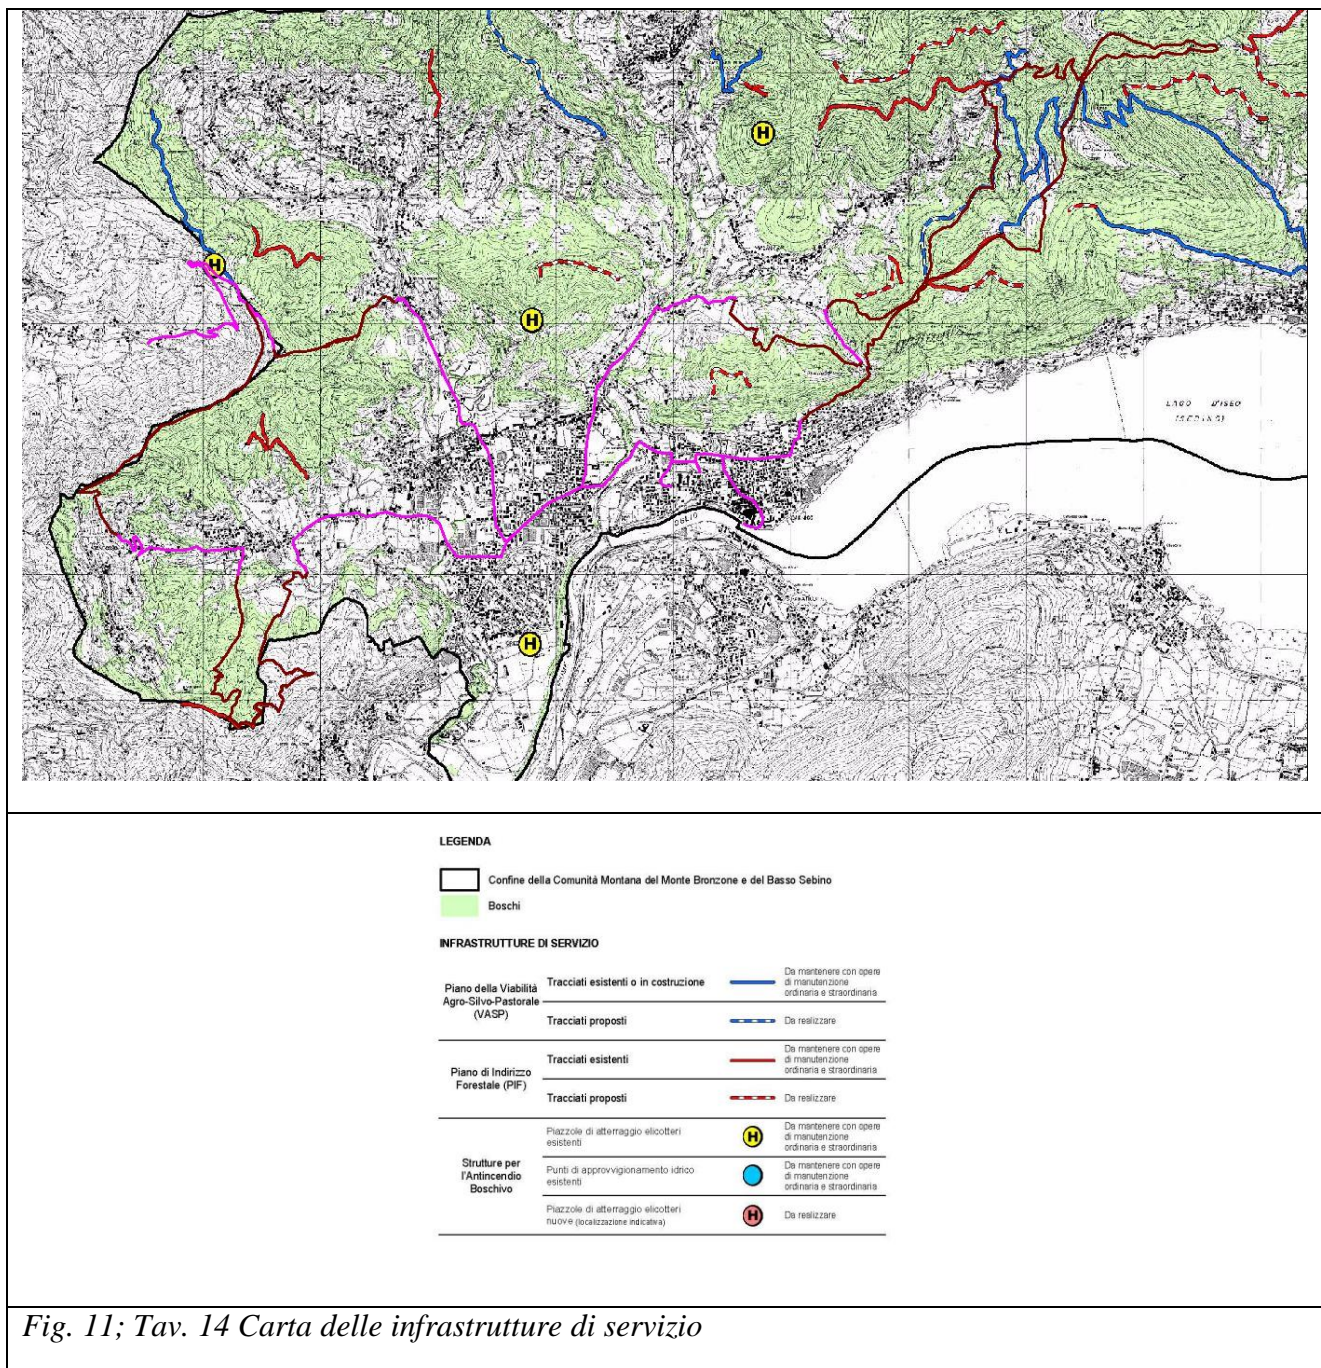 H
H
H
H
LAGO D'ISEO
(SEBINO)
OGLIO
LEGENDA
Confine della Comunità Montana del Monte Bronzone e del Basso Sebino
Boschi
INFRASTRUTTURE DI SERVIZIO
Piano della Viabilità
Agro-Silvo-Pastorale
(VASP)
Tracciati esistenti o in costruzione
Da mantenere con opere
di manutenzione
ordinaria e straordinaria
Tracciati proposti
Da realizzare
Piano di Indirizzo
Forestale (PIF)
Tracciati esistenti
Da mantenere con opere
di manutenzione
ordinaria e straordinaria
Tracciati proposti
Da realizzare
Strutture per
l'Antincendio
Boschivo
Piazzole di atterraggio elicotteri
esistenti
H
Da mantenere con opere
di manutenzione
ordinaria e straordinaria
Punti di approvvigionamento idrico
esistenti
Da mantenere con opere
di manutenzione
ordinaria e straordinaria
Piazzole di atterraggio elicotteri
nuove (localizzazione indicativa)
H
Da realizzare
Fig. 11; Tav. 14 Carta delle infrastrutture di servizio